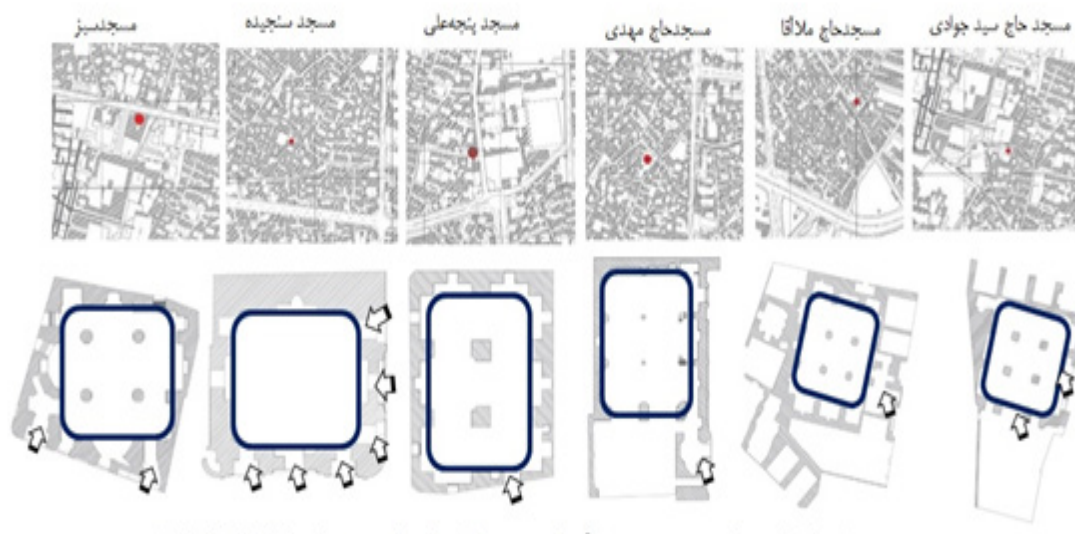 مسجد حاج سید جوادی
مسجدحاج ملاآقا
مسجدحاج مهدی
مسجد پنجه‌علی
مسجد سنجیده
مسجدسبز